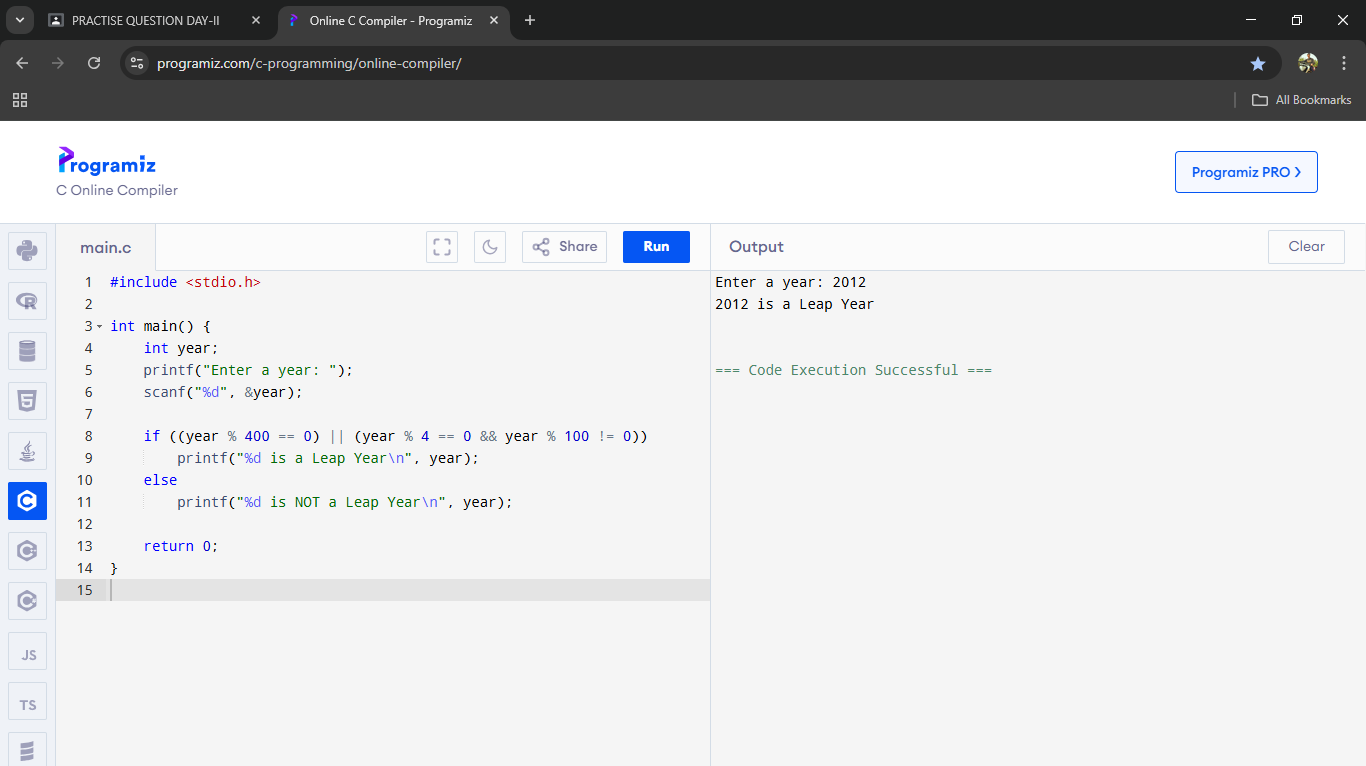 PRACTISE QUESTION DAY-II
Online C Compiler - Programiz
programiz.com/c-programming/online-compiler/
All Bookmarks
Programiz
C Online Compiler
Programiz PRO
main.c
Share
Run
Output
Clear
1 #include <stdio.h>
2
3 int main() {
4     int year;
5     printf("Enter a year: ");
6     scanf("%d", &year);
7
8     if ((year % 400 == 0) || (year % 4 == 0 && year % 100 != 0))
9         printf("%d is a Leap Year\n", year);
10     else
11         printf("%d is NOT a Leap Year\n", year);
12
13     return 0;
14 }
15
Enter a year: 2012
2012 is a Leap Year
=== Code Execution Successful ===
JS
TS